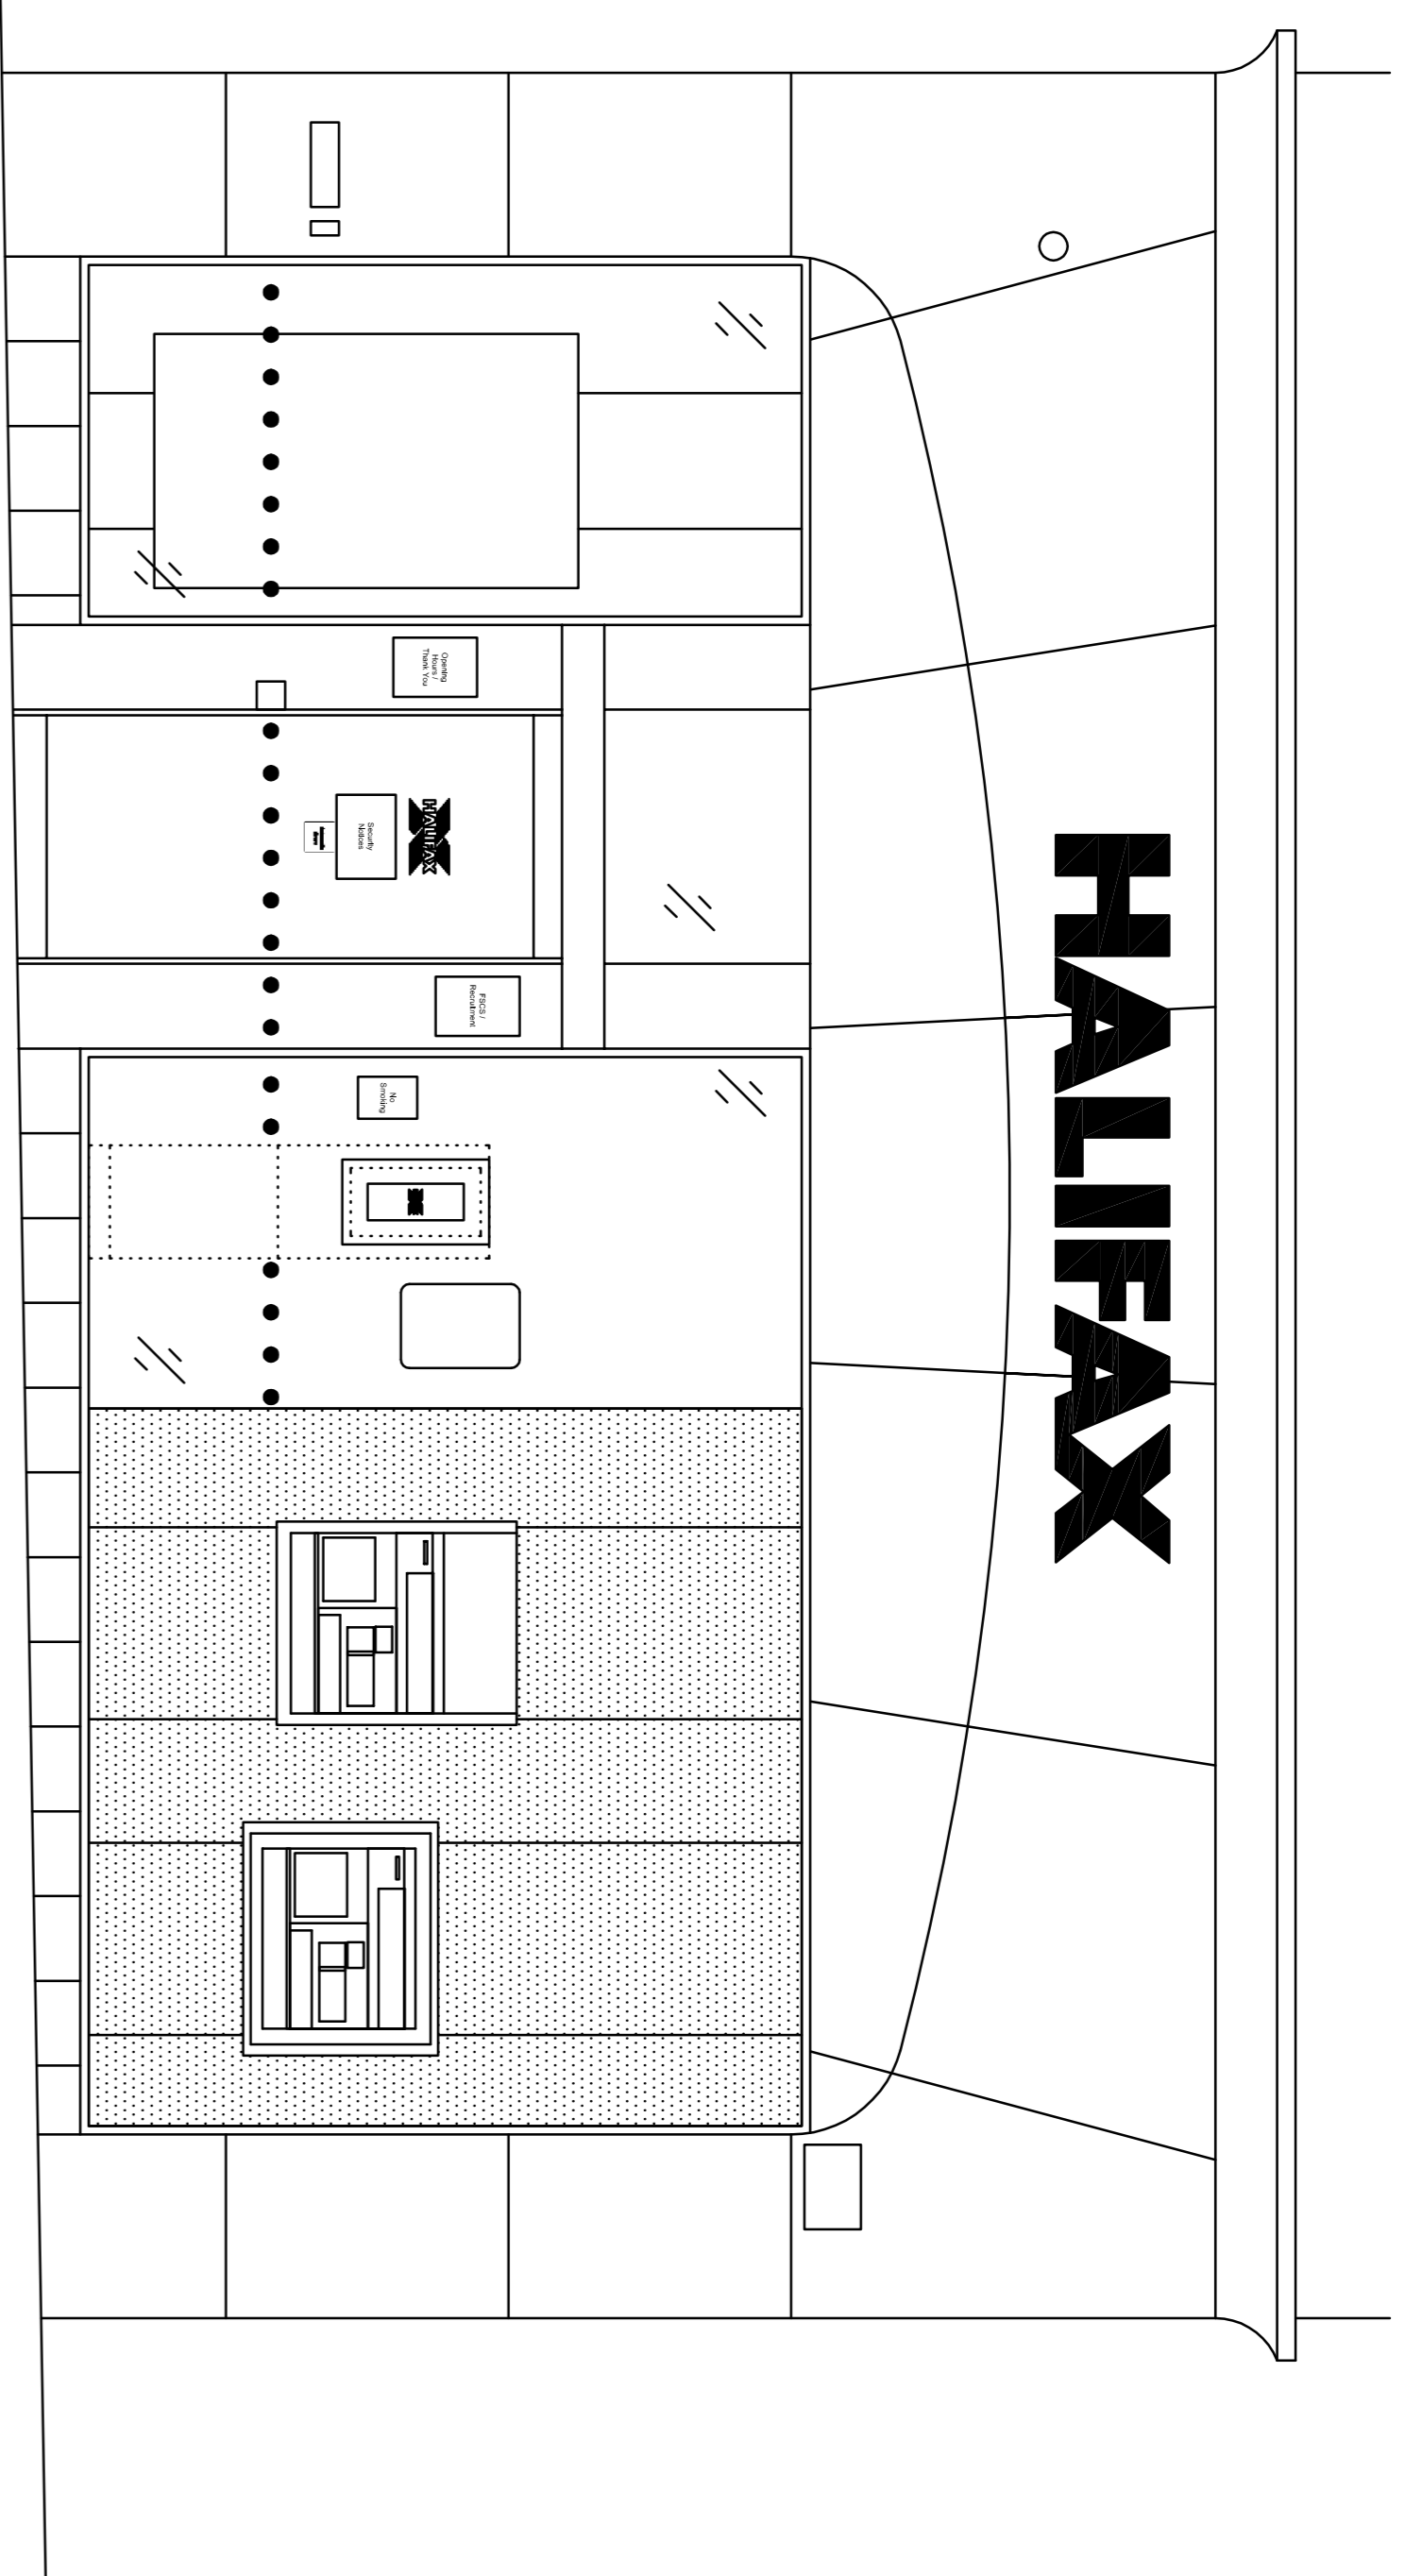 HALIFAX
Opening
Hours /
Thank You
HALIFAX
Security
Notices
FSCS /
Recruitment
No
Smoking